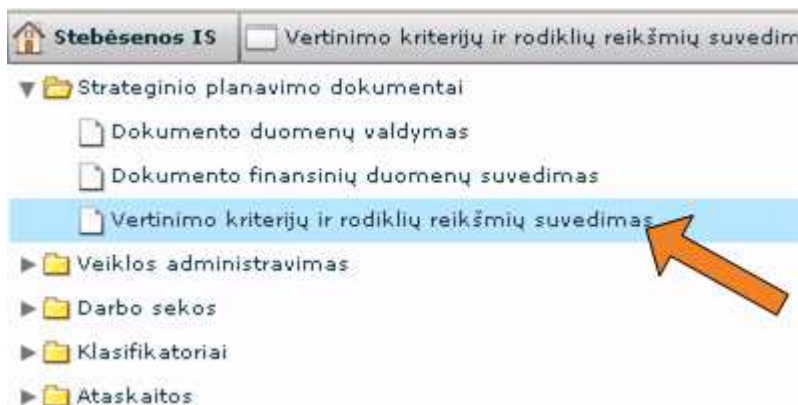 Stebėsenos IS Vertinimo kriterijų ir rodiklių reikšmių suvedim
Strateginio planavimo dokumentai
Dokumento duomenų valdymas
Dokumento finansinių duomenų suvedimas
Vertinimo kriterijų ir rodiklių reikšmių suvedimas
Veiklos administravimas
Darbo sekos
Klasifikatoriai
Ataskaitos